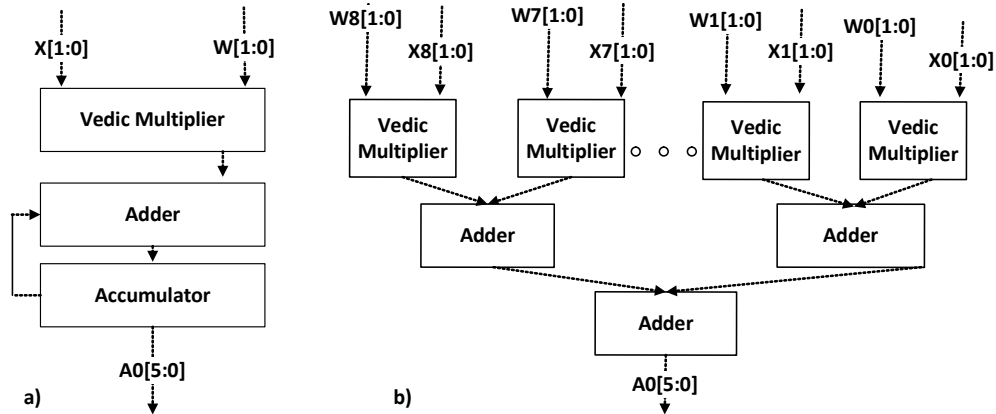 X[1:0] W[1:0]
Vedic Multiplier
Adder
Accumulator
A0[5:0]
a)
W8[1:0] W7[1:0] W1[1:0] W0[1:0]
X8[1:0] X7[1:0] X1[1:0] X0[1:0]
Vedic Multiplier
Vedic Multiplier
Vedic Multiplier
Vedic Multiplier
Adder
Adder
Adder
A0[5:0]
b)